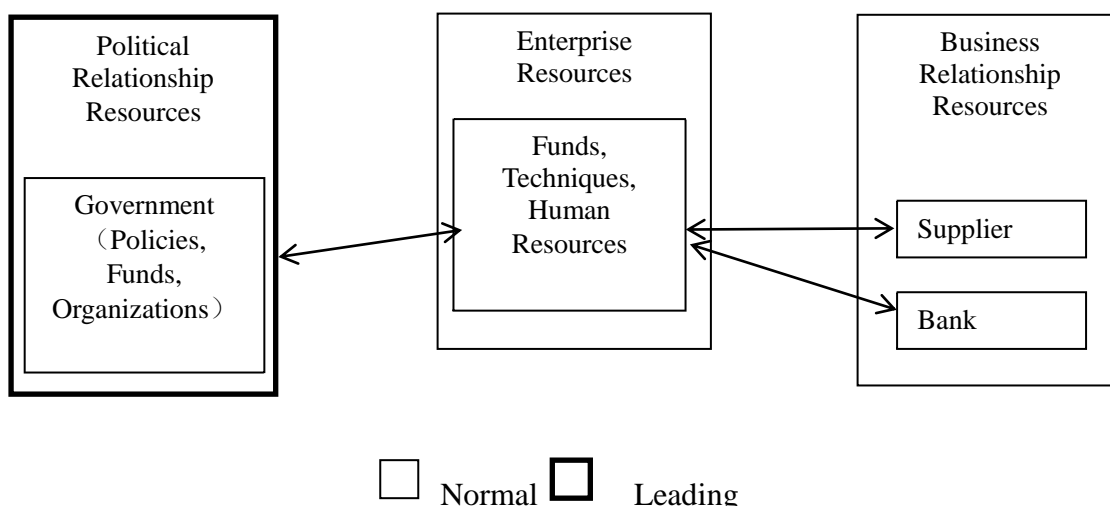 Political
Relationship
Resources
Government
（Policies,
Funds,
Organizations）
Enterprise
Resources
Funds,
Techniques,
Human
Resources
Business
Relationship
Resources
Supplier
Bank
Normal
Leading